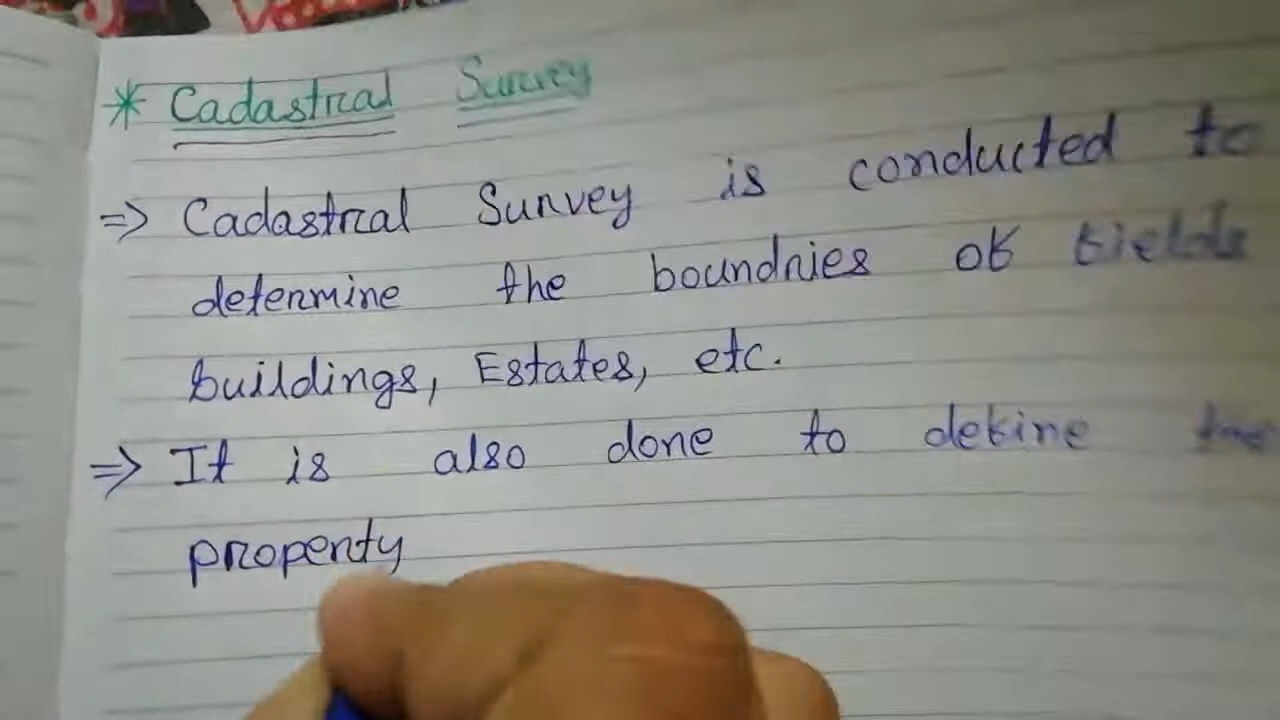 * Cadastral Survey
=> Cadastral Survey is conducted to
determine the boundries of fields
buildings, Estates, etc.
=> It is also done to define the
property